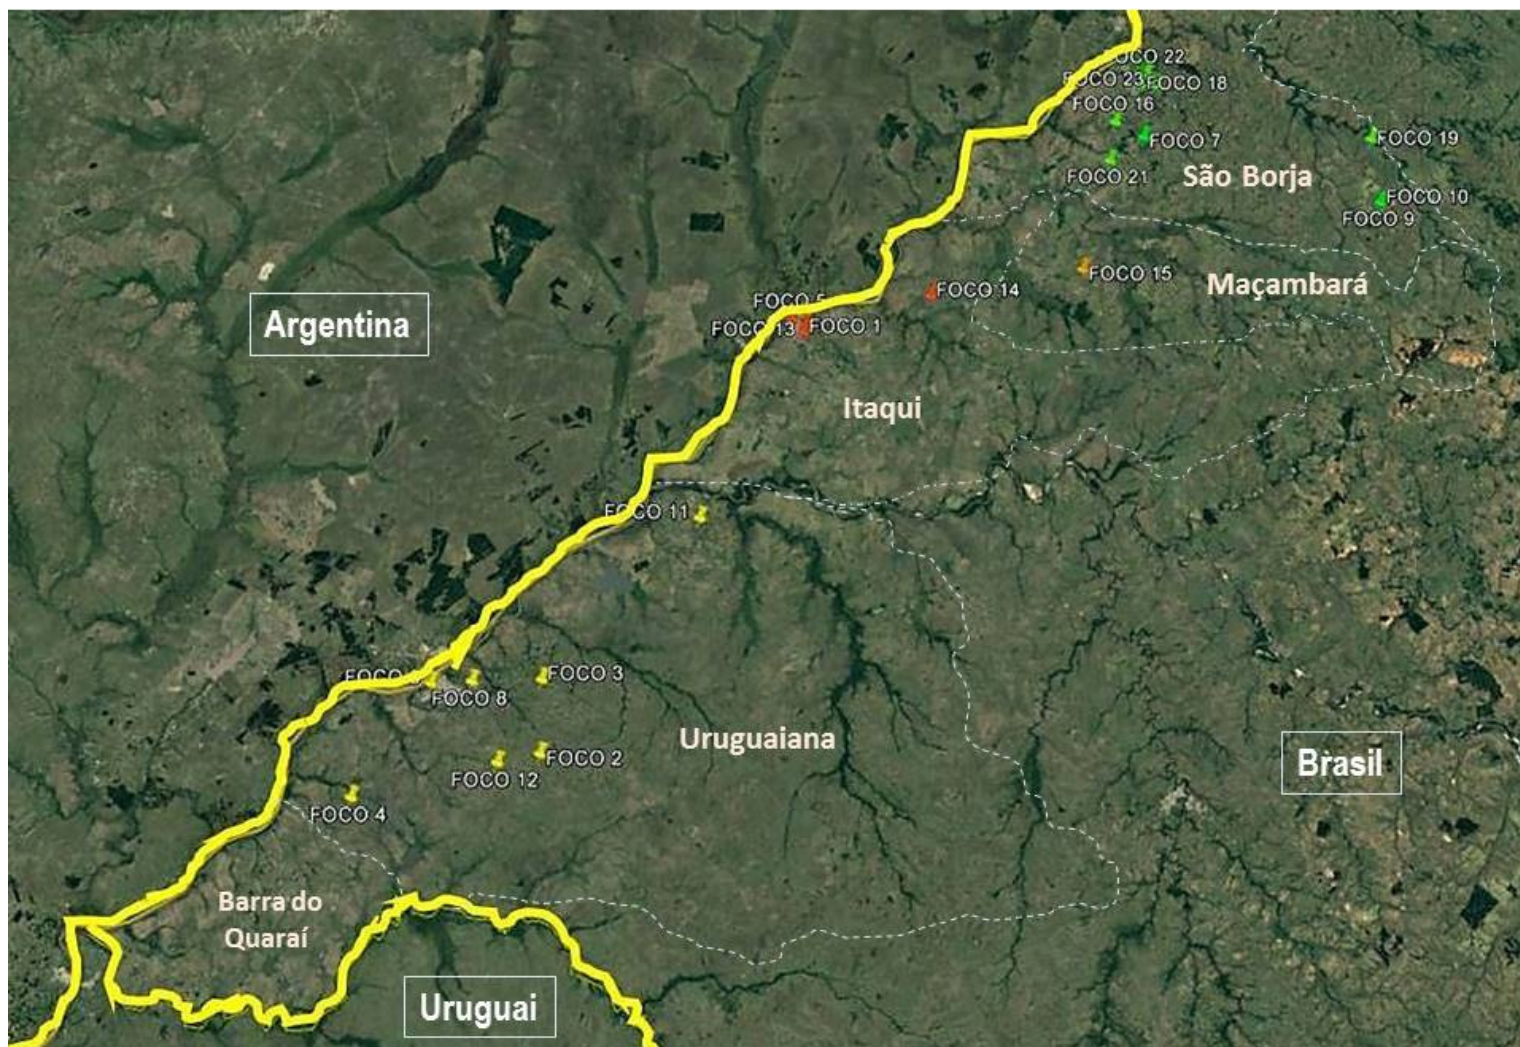 FOCO 22
FOCO 23
FOCO 18
FOCO 16
FOCO 7
FOCO 19
FOCO 21
São Borja
FOCO 10
FOCO 9
FOCO 15
Maçambará
FOCO 14
FOCO 5
FOCO 13
FOCO 1
Argentina
Itaqui
FOCO 11
FOCO 3
FOCO
FOCO 8
Uruguaiana
FOCO 2
FOCO 12
Brasil
FOCO 4
Barra do
Quaraí
Uruguai